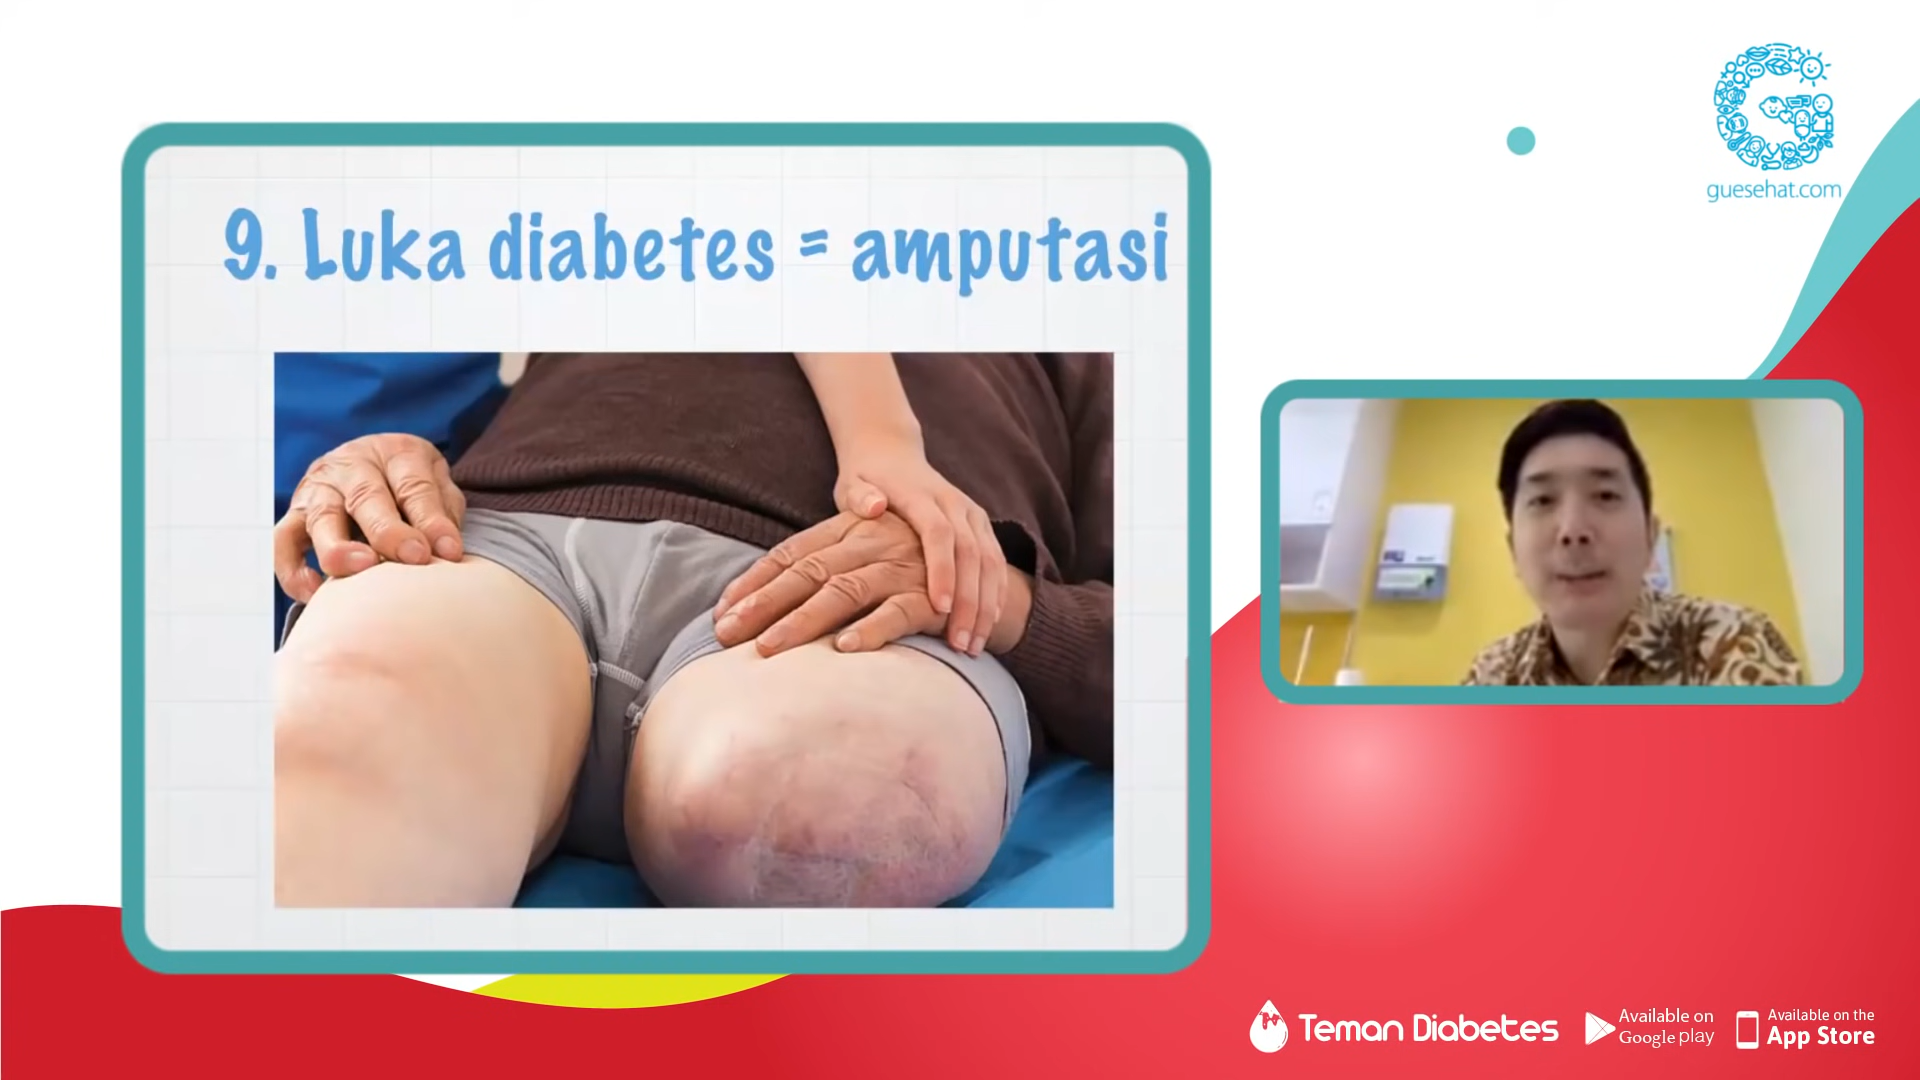 guesehat.com
9. Luka diabetes = amputasi
Teman Diabetes
Available on
Google play
Available on the
App Store